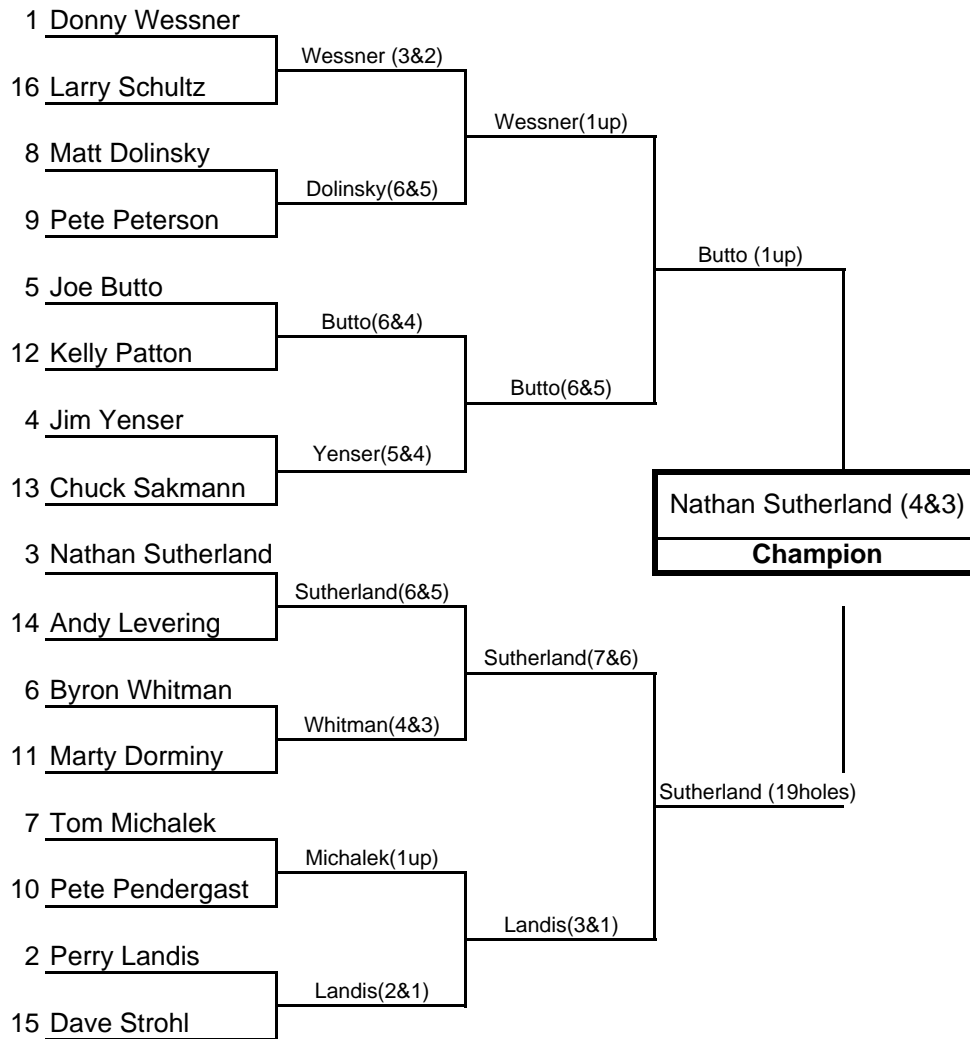 1 Donny Wessner
Wessner (3&2)
16 Larry Schultz
Wessner(1up)
8 Matt Dolinsky
Dolinsky(6&5)
9 Pete Peterson
Butto (1up)
5 Joe Butto
Butto(6&4)
12 Kelly Patton
Butto(6&5)
4 Jim Yenser
Yenser(5&4)
13 Chuck Sakmann
Nathan Sutherland (4&3)
Champion
3 Nathan Sutherland
Sutherland(6&5)
14 Andy Levering
Sutherland(7&6)
6 Byron Whitman
Whitman(4&3)
11 Marty Dorminy
Sutherland (19holes)
7 Tom Michalek
Michalek(1up)
10 Pete Pendergast
Landis(3&1)
2 Perry Landis
Landis(2&1)
15 Dave Strohl